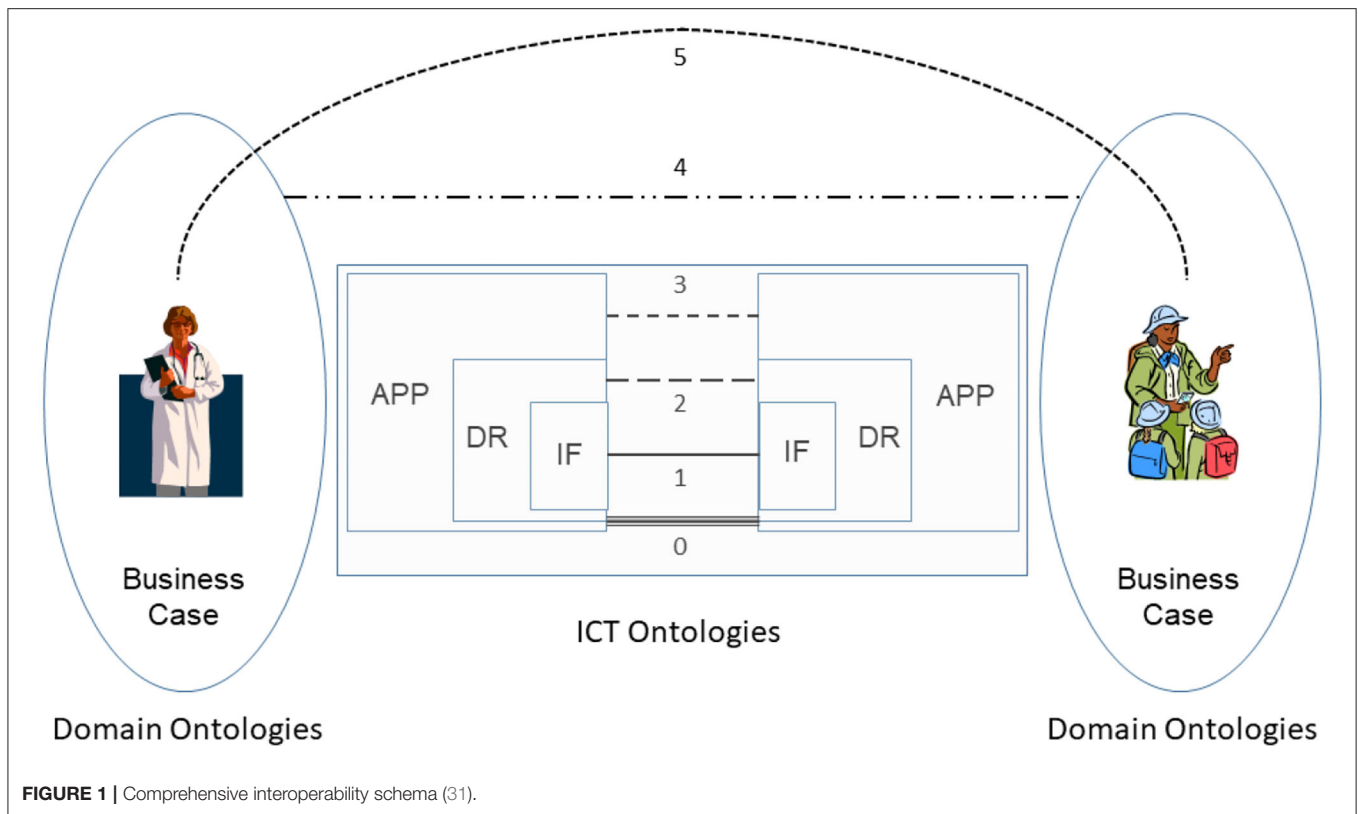 5
4
3
APP
APP
2
DR
DR
IF
IF
1
0
Business
Case
Business
Case
ICT Ontologies
Domain Ontologies
Domain Ontologies
FIGURE 1 | Comprehensive interoperability schema (31).